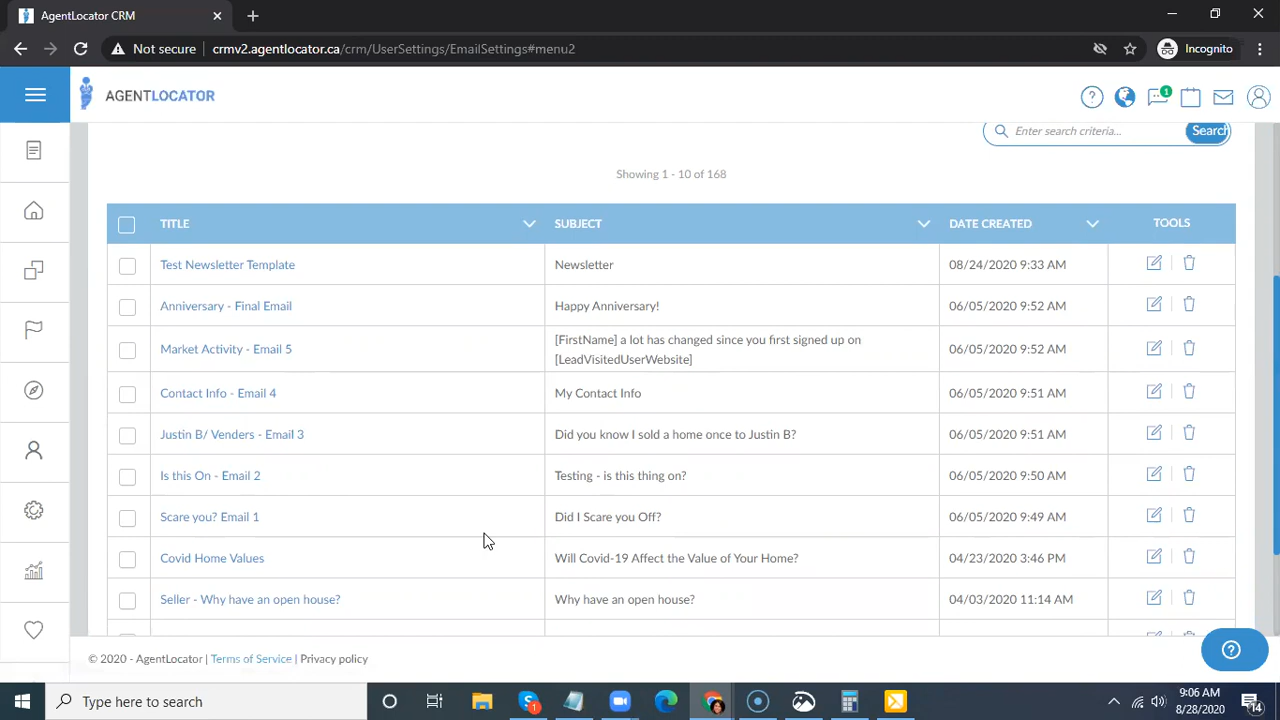 AgentLocator CRM
Not secure crmv2.agentlocator.ca/crm/UserSettings/EmailSettings#menu2 Incognito
AGENTLOCATOR 1
Enter search criteria... Search
Showing 1 - 10 of 168
TITLE SUBJECT DATE CREATED TOOLS
Test Newsletter Template Newsletter 08/24/2020 9:33 AM
Anniversary - Final Email Happy Anniversary! 06/05/2020 9:52 AM
Market Activity - Email 5 [FirstName] a lot has changed since you first signed up on 06/05/2020 9:52 AM
[LeadVisitedUserWebsite]
Contact Info - Email 4 My Contact Info 06/05/2020 9:51 AM
Justin B/ Venders - Email 3 Did you know I sold a home once to Justin B? 06/05/2020 9:51 AM
Is this On - Email 2 Testing - is this thing on? 06/05/2020 9:50 AM
Scare you? Email 1 Did I Scare you Off? 06/05/2020 9:49 AM
Covid Home Values Will Covid-19 Affect the Value of Your Home? 04/23/2020 3:46 PM
Seller - Why have an open house? Why have an open house? 04/03/2020 11:14 AM
© 2020 - AgentLocator | Terms of Service | Privacy policy
Type here to search 1 9:06 AM
8/28/2020 14